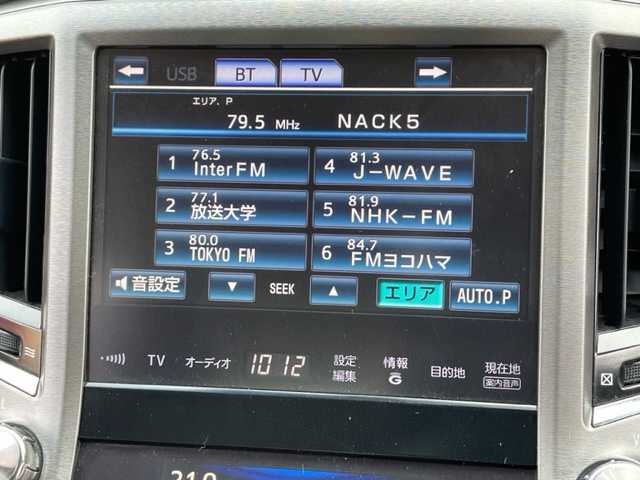 USB BT TV
エリア. P
79.5 MHz NACK5
1 76.5 InterFM
4 81.3 J-WAVE
2 77.1 放送大学
5 81.9 NHK-FM
3 80.0 TOKYO FM
6 84.7 FMヨコハマ
音設定 ▼ SEEK ▲ エリア AUTO.P
TV オーディオ 1012 設定 編集 情報 G 目的地 現在地 案内音声